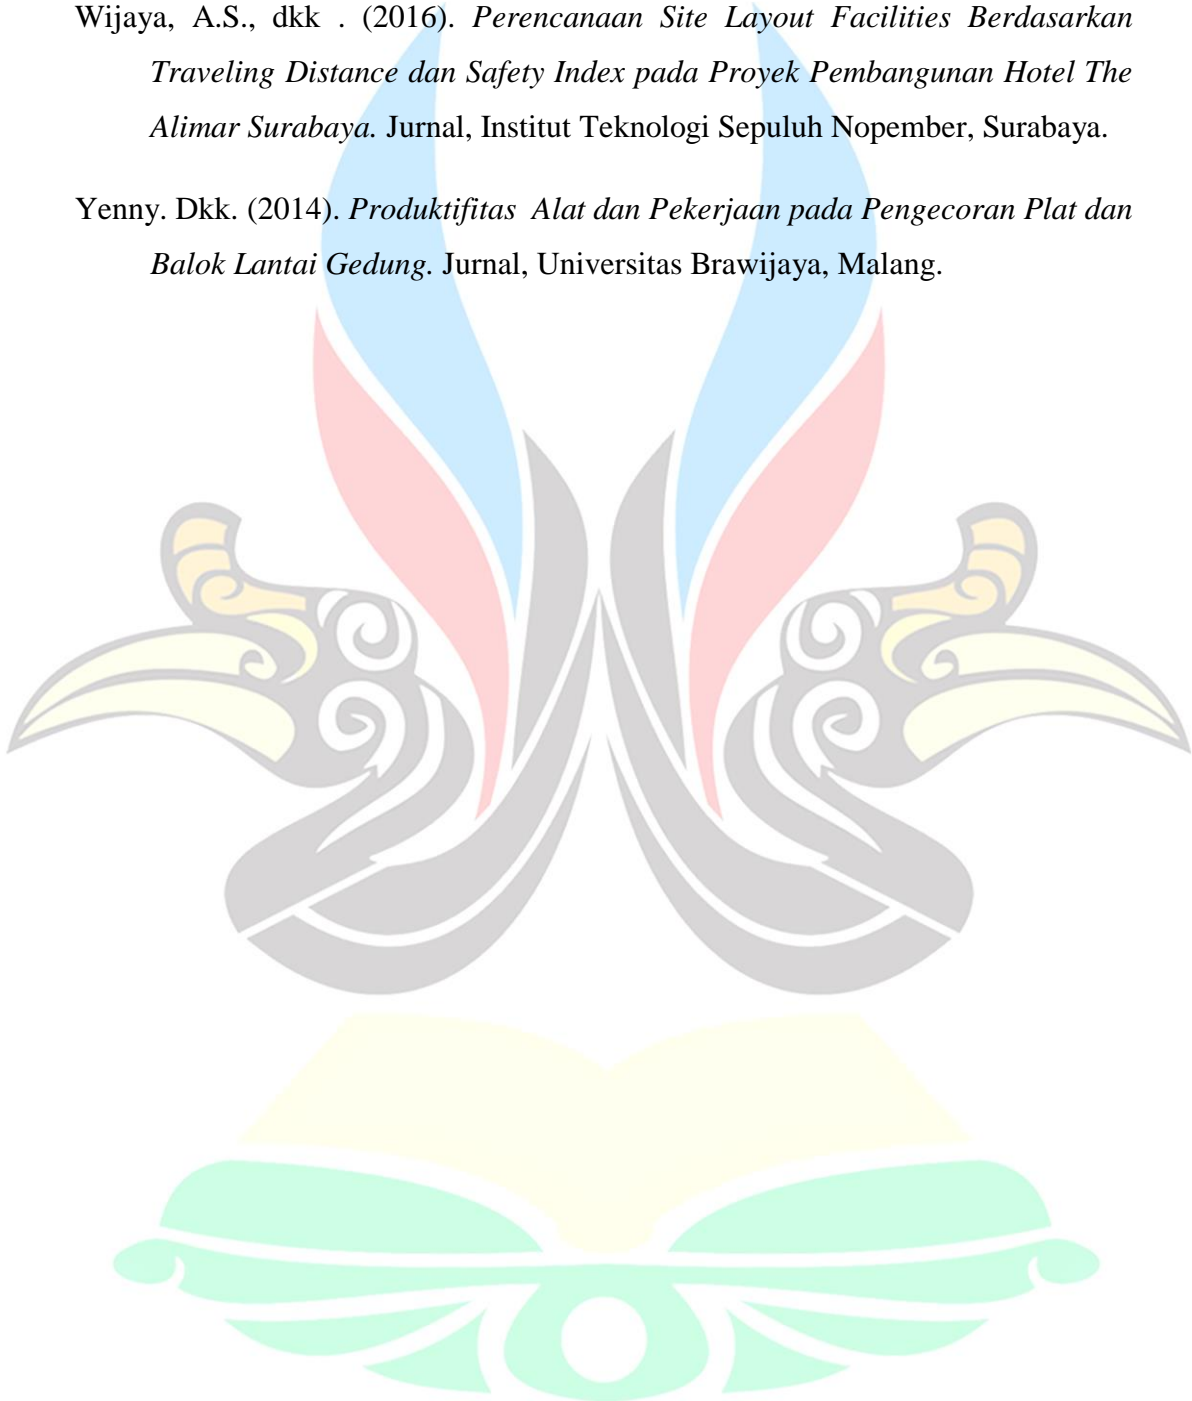 Wijaya, A.S., dkk . (2016). Perencanaan Site Layout Facilities Berdasarkan
Traveling Distance dan Safety Index pada Proyek Pembangunan Hotel The
Alimar Surabaya. Jurnal, Institut Teknologi Sepuluh Nopember, Surabaya.
Yenny. Dkk. (2014). Produktifitas Alat dan Pekerjaan pada Pengecoran Plat dan
Balok Lantai Gedung. Jurnal, Universitas Brawijaya, Malang.